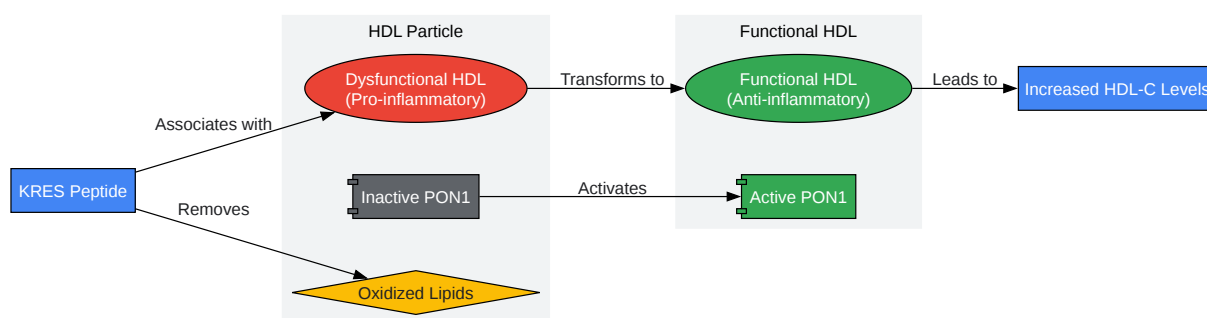 HDL Particle
Functional HDL
Dysfunctional HDL
(Pro-inflammatory)
Transforms to
Functional HDL
(Anti-inflammatory)
Leads to
Increased HDL-C Levels
Associates with
KRES Peptide
Inactive PON1
Activates
Active PON1
Removes
Oxidized Lipids